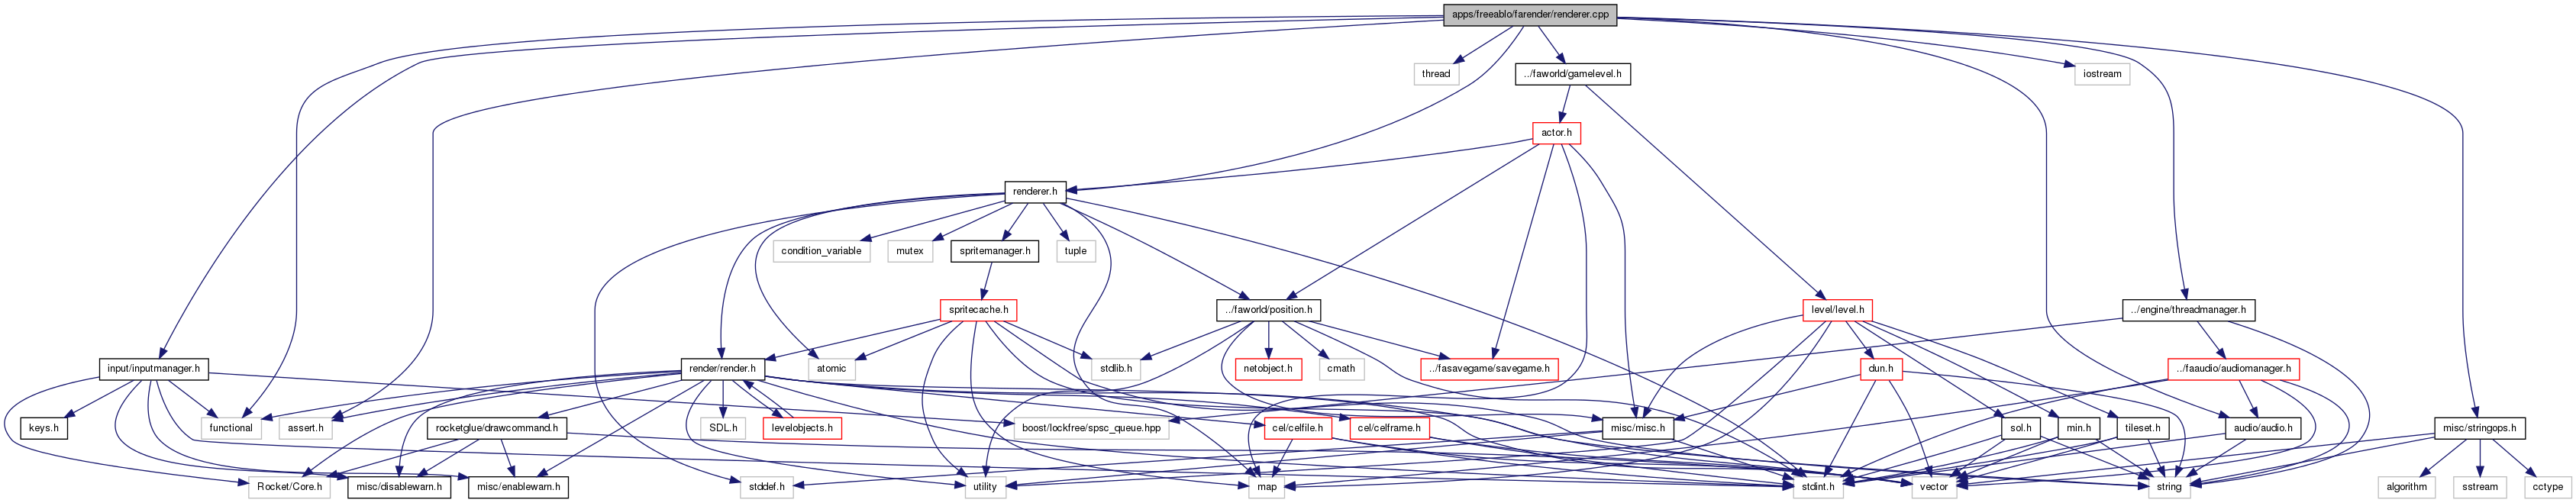 apps/freeablo/farender/renderer.cpp
thread
../faworld/gamelevel.h
iostream
actor.h
renderer.h
condition_variable
mutex
spritemanager.h
tuple
spritecache.h
../faworld/position.h
level/level.h
../engine/threadmanager.h
input/inputmanager.h
render/render.h
atomic
stdlib.h
netobject.h
cmath
../fasavegame/savegame.h
dun.h
../faaudio/audiomanager.h
keys.h
functional
assert.h
rocketglue/drawcommand.h
SDL.h
levelobjects.h
boost/lockfree/spsc_queue.hpp
cel/celfile.h
cel/celframe.h
misc/misc.h
sol.h
min.h
tileset.h
audio/audio.h
misc/stringops.h
Rocket/Core.h
misc/disablewarn.h
misc/enablewarn.h
stddef.h
utility
map
stdint.h
vector
string
algorithm
sstream
cctype